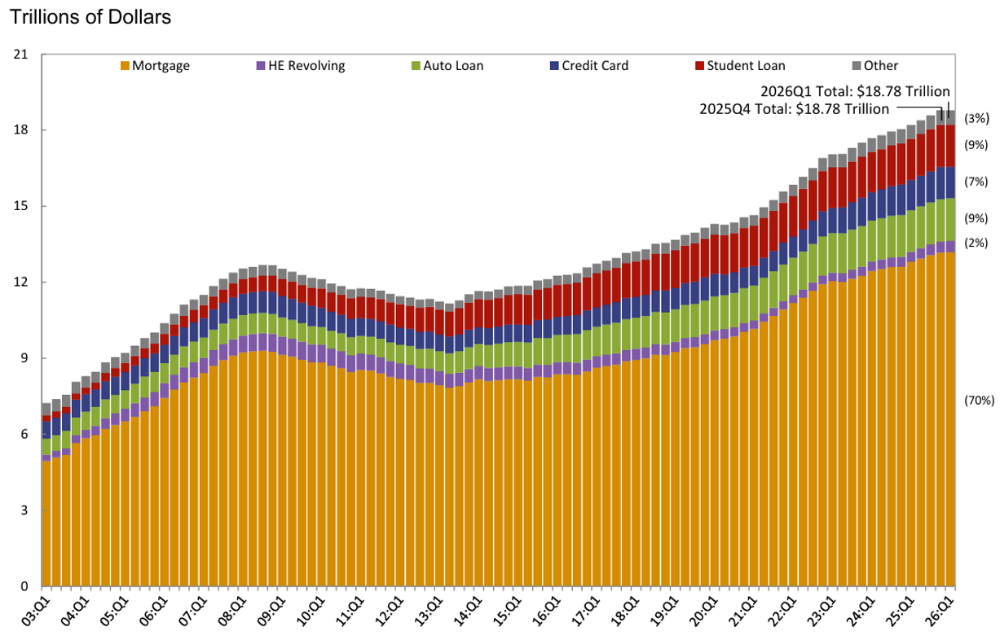 Trillions of Dollars
21
Mortgage HE Revolving Auto Loan Credit Card Student Loan Other
2026Q1 Total: $18.78 Trillion
2025Q4 Total: $18.78 Trillion
(3%)
18
(9%)
(7%)
15
(9%)
(2%)
12
9
(70%)
6
3
0
03:Q1 04:Q1 05:Q1 06:Q1 07:Q1 08:Q1 09:Q1 10:Q1 11:Q1 12:Q1 13:Q1 14:Q1 15:Q1 16:Q1 17:Q1 18:Q1 19:Q1 20:Q1 21:Q1 22:Q1 23:Q1 24:Q1 25:Q1 26:Q1